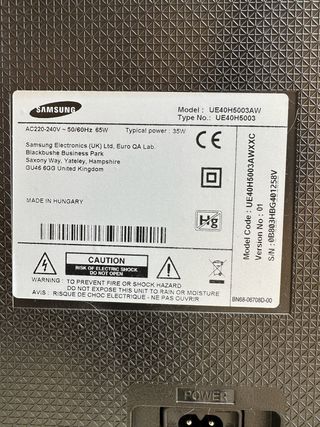 SAMSUNG
Model : UE40H5003AW
Type No.: UE40H5003
AC220-240V ~ 50/60Hz 65W
Typical power : 35W
Samsung Electronics (UK) Ltd, Euro QA Lab.
Blackbushe Business Park
Saxony Way, Yateley, Hampshire
GU46 6GG United Kingdom
CE
MADE IN HUNGARY
Hg
CAUTION
RISK OF ELECTRIC SHOCK
DO NOT OPEN
WARNING : TO PREVENT FIRE OR SHOCK HAZARD
DO NOT EXPOSE THIS UNIT TO RAIN OR MOISTURE
AVIS : RISQUE DE CHOC ELECTRIQUE - NE PAS OUVRIR
BN68-06708D-00
Model Code : UE40H5003AWXXC
Version No : 01
S/N : 0B803HBG401258V
POWER